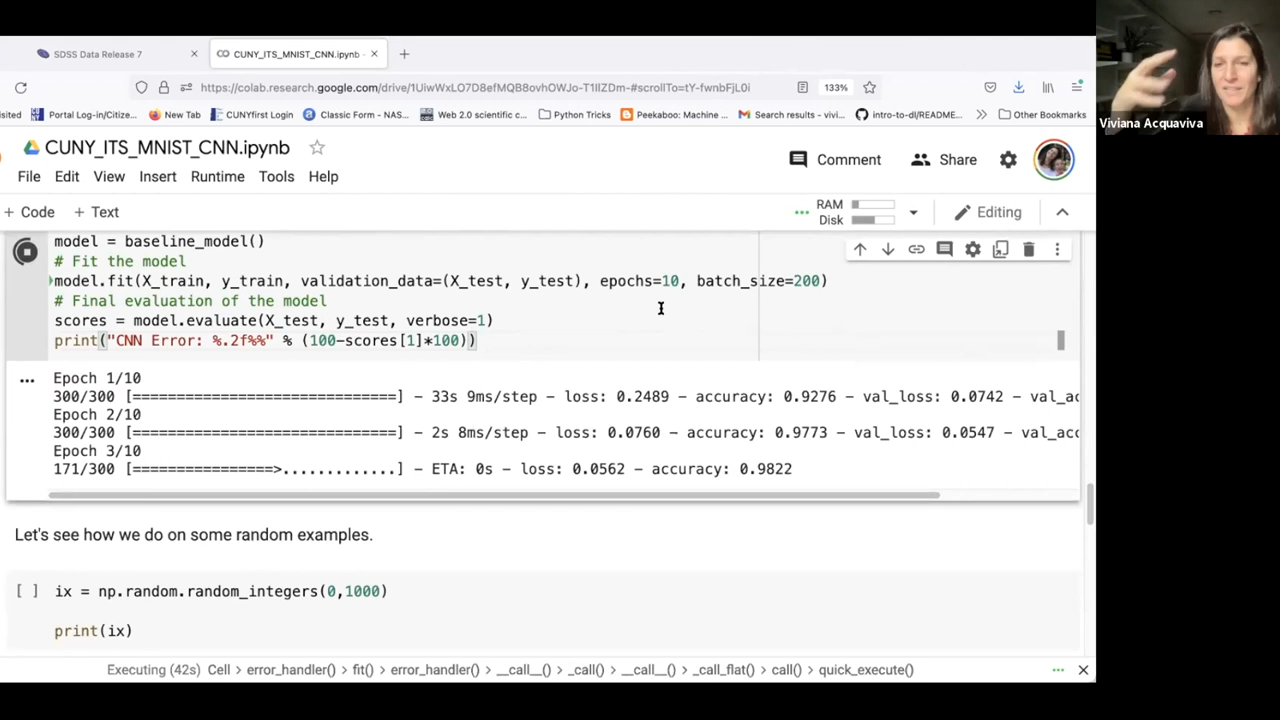 SDSS Data Release 7
CUNY_ITS_MNIST_CNN.ipynb -
https://colab.research.google.com/drive/1UiwWxLO7D8efMQB8ovhOWJo-T1IIZDm-#scrollTo=tY-fwnbFjL0i
133%
isited
Portal Log-in/Citize...
New Tab
CUNYfirst Login
Classic Form - NAS...
Web 2.0 scientific c...
Python Tricks
Peekaboo: Machine ...
Search results - vivi...
intro-to-dl/README...
Other Bookmarks
Viviana Acquaviva
CUNY_ITS_MNIST_CNN.ipynb
Comment
Share
File Edit View Insert Runtime Tools Help
+ Code + Text
RAM
Disk
Editing
model = baseline_model()
# Fit the model
model.fit(X_train, y_train, validation_data=(X_test, y_test), epochs=10, batch_size=200)
# Final evaluation of the model
scores = model.evaluate(X_test, y_test, verbose=1)
print("CNN Error: %.2f%%" % (100-scores[1]*100))
Epoch 1/10
300/300 [==============================] - 33s 9ms/step - loss: 0.2489 - accuracy: 0.9276 - val_loss: 0.0742 - val_ac
Epoch 2/10
300/300 [==============================] - 2s 8ms/step - loss: 0.0760 - accuracy: 0.9773 - val_loss: 0.0547 - val_acc
Epoch 3/10
171/300 [================>.............] - ETA: 0s - loss: 0.0562 - accuracy: 0.9822
Let's see how we do on some random examples.
[ ] ix = np.random.random_integers(0,1000)
print(ix)
Executing (42s) Cell > error_handler() > fit() > error_handler() > __call__() > _call() > __call__() > _call_flat() > call() > quick_execute()